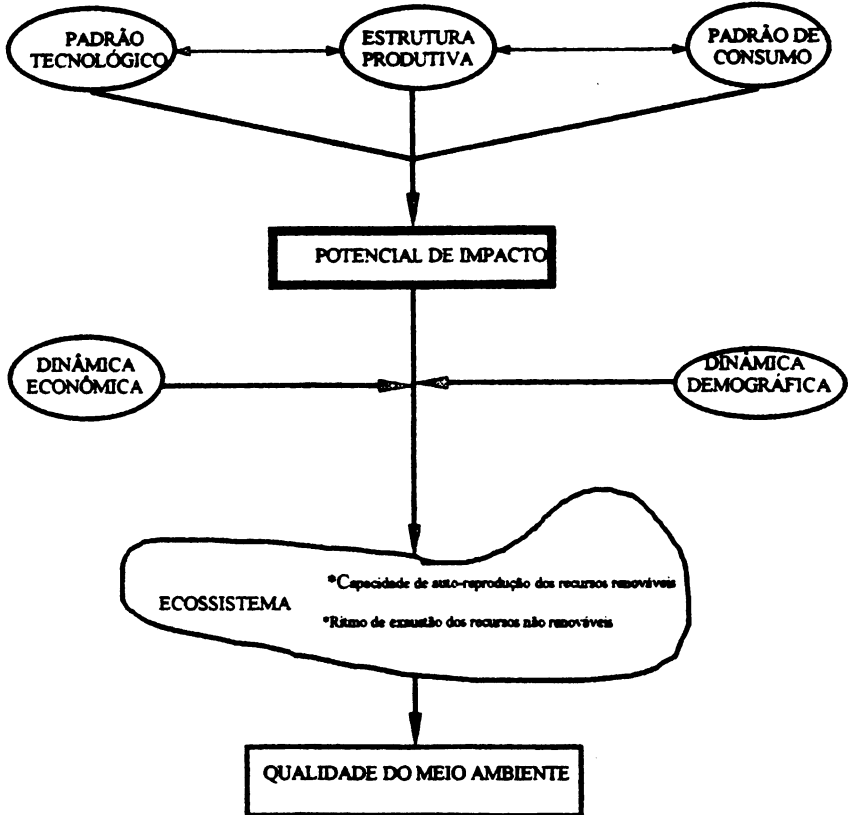 PADRÃO
TECNOLÓGICO
ESTRUTURA
PRODUTIVA
PADRÃO DE
CONSUMO
POTENCIAL DE IMPACTO
DINÂMICA
ECONÔMICA
DINÂMICA
DEMOGRÁFICA
ECOSSISTEMA
*Capacidade de auto-reprodução dos recursos renováveis
*Ritmo de exaustão dos recursos não renováveis
QUALIDADE DO MEIO AMBIENTE